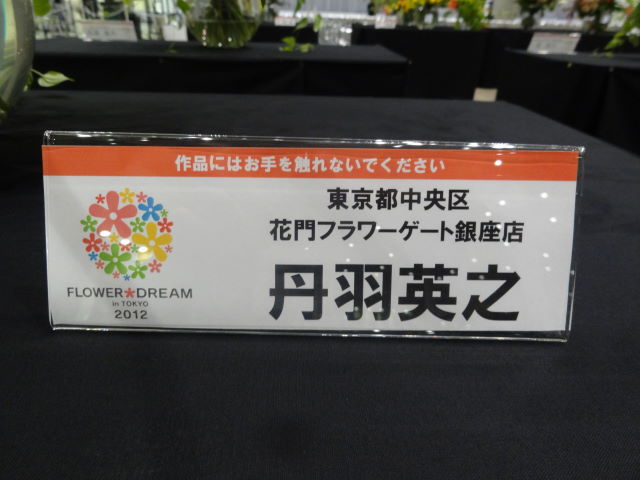 作品にはお手を触れないでください
東京都中央区
花門フラワーゲート銀座店
丹羽英之
FLOWER*DREAM
in TOKYO
2012